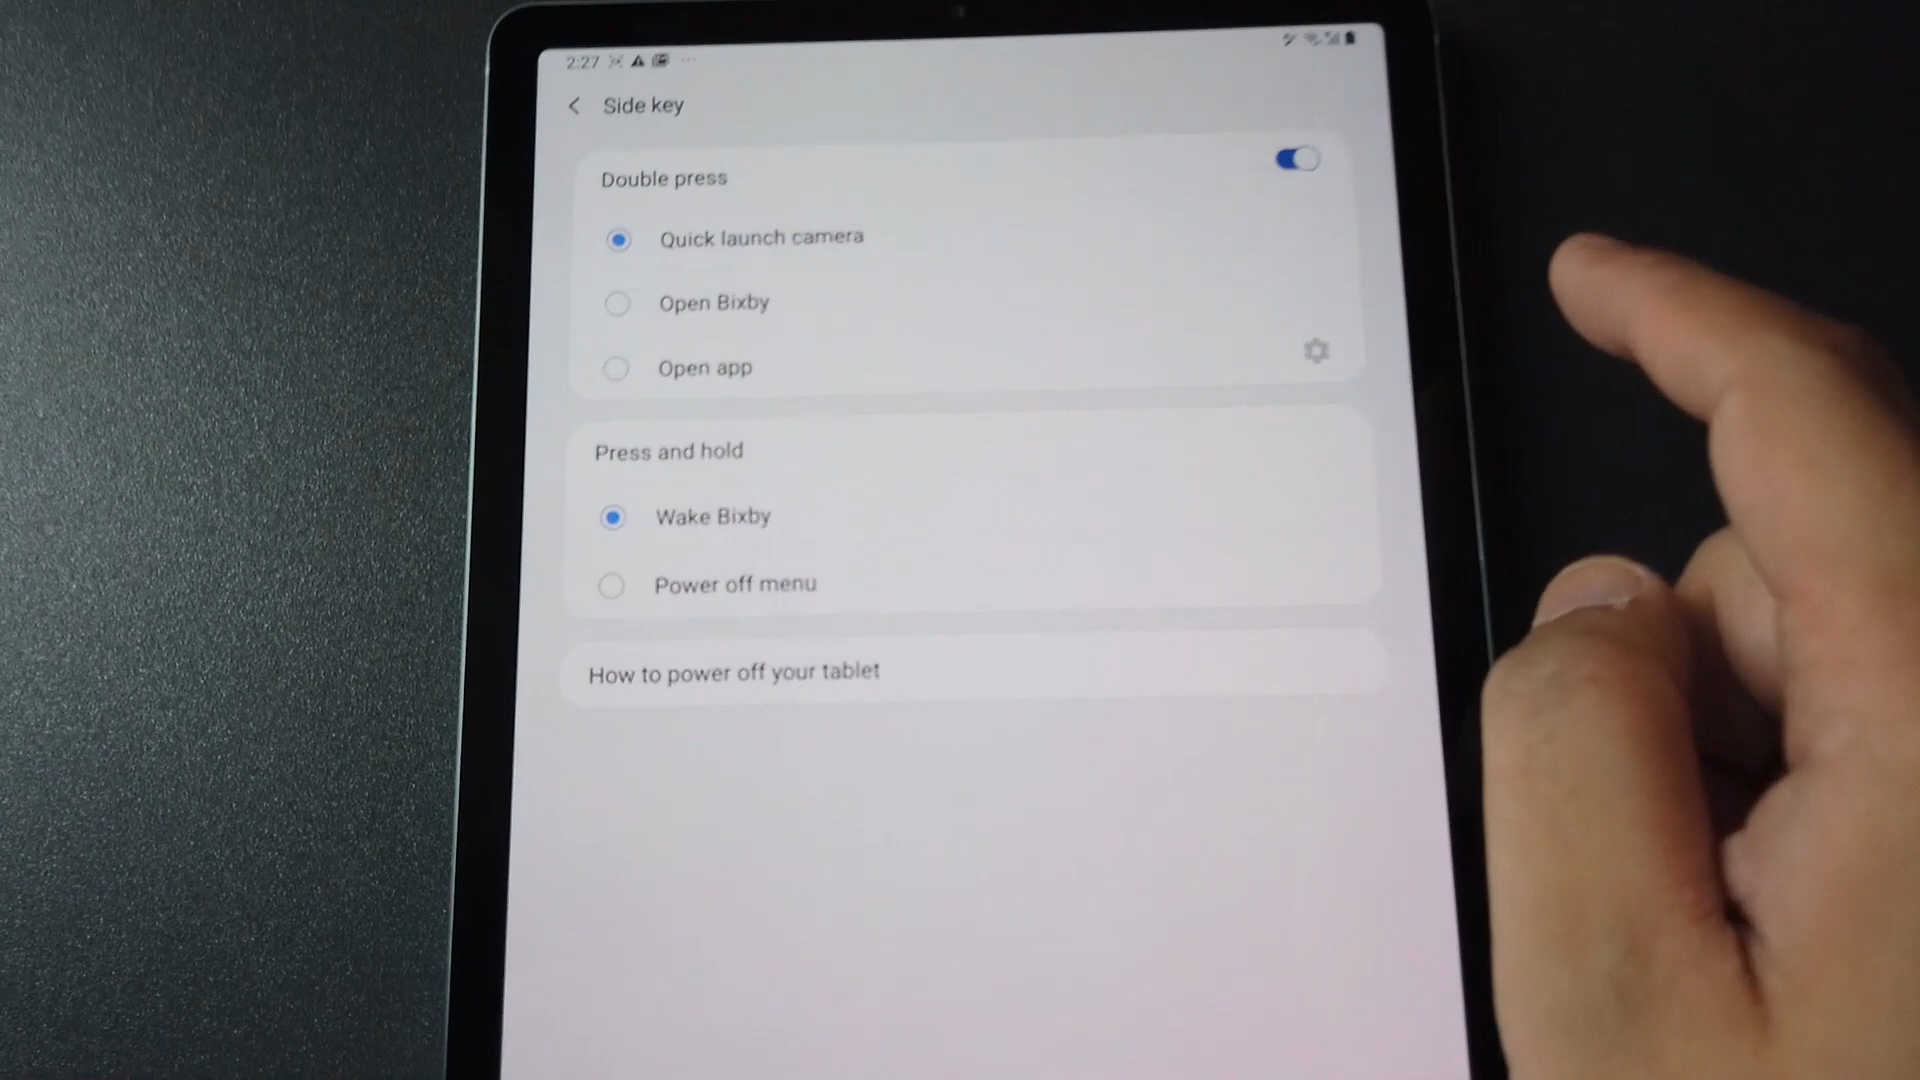 2:27
Side key
Double press
Quick launch camera
Open Bixby
Open app
Press and hold
Wake Bixby
Power off menu
How to power off your tablet